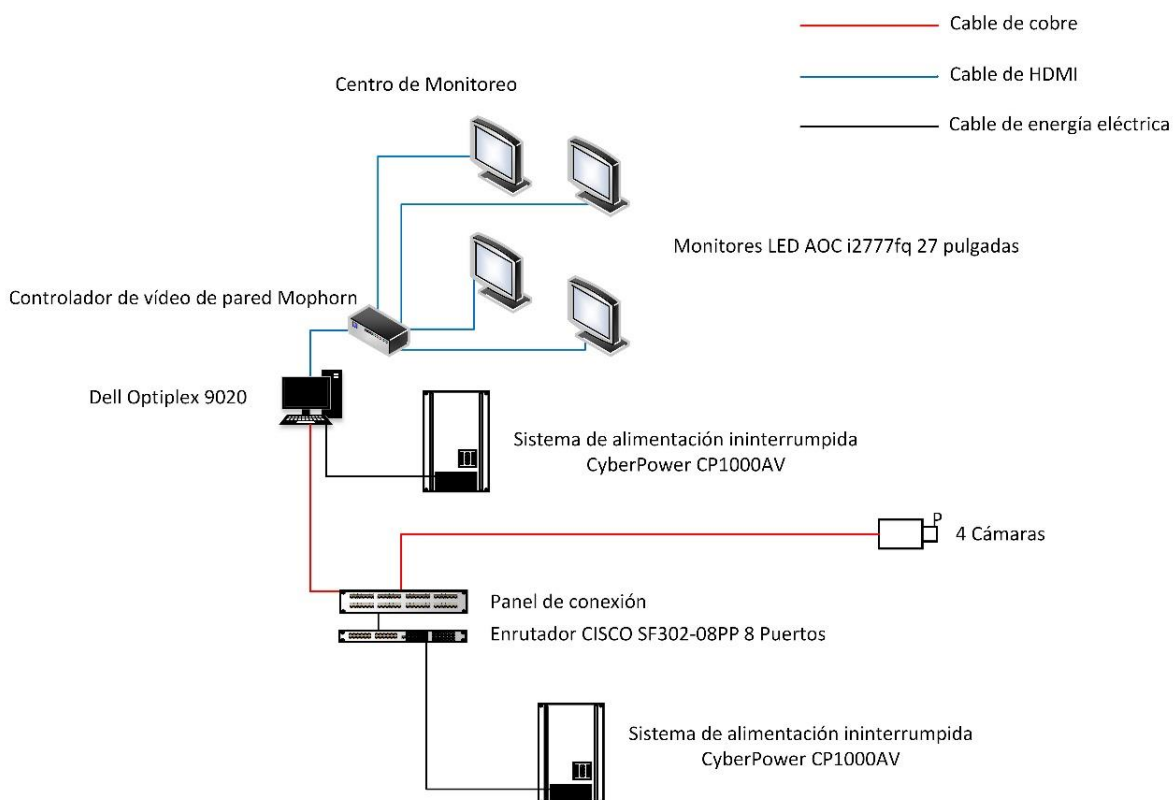 Cable de cobre
Centro de Monitoreo
Cable de HDMI
Cable de energía eléctrica
Monitores LED AOC i2777fq 27 pulgadas
Controlador de vídeo de pared Mophorn
Dell Optiplex 9020
Sistema de alimentación ininterrumpida
CyberPower CP1000AV
P
4 Cámaras
Panel de conexión
Enrutador CISCO SF302-08PP 8 Puertos
Sistema de alimentación ininterrumpida
CyberPower CP1000AV